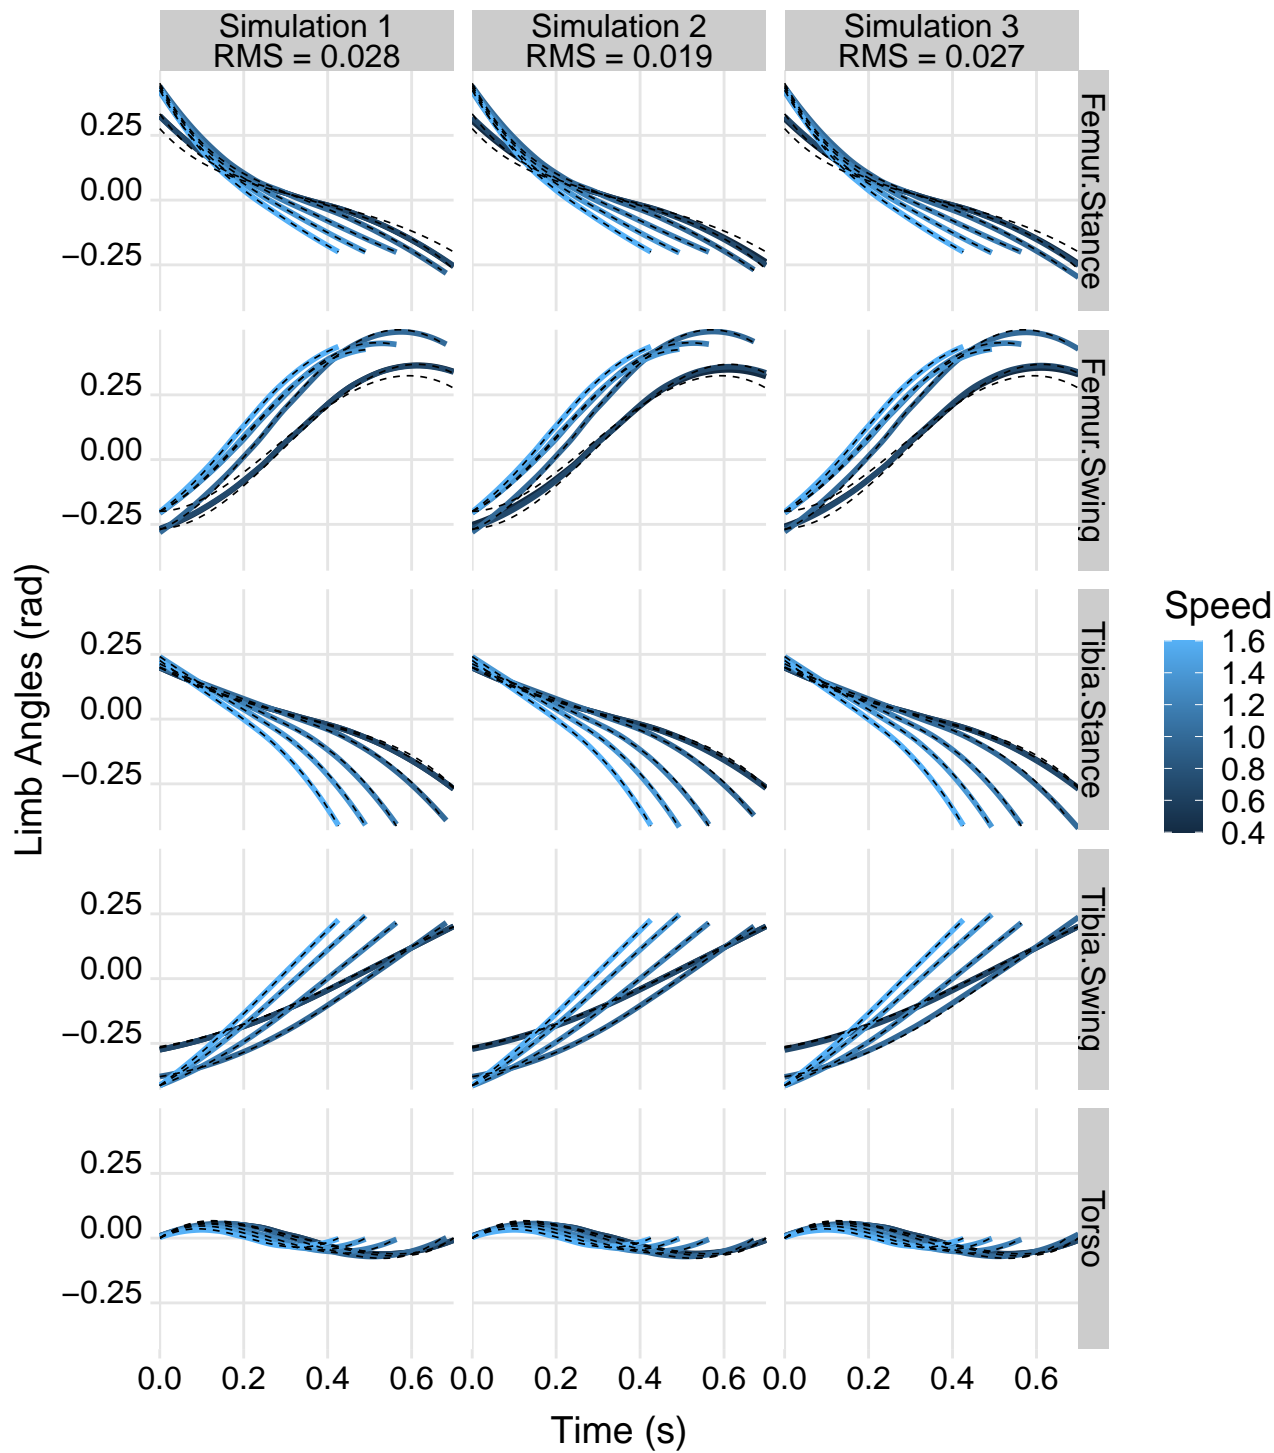 Simulation 1
RMS = 0.028
Simulation 2
RMS = 0.019
Simulation 3
RMS = 0.027
0.25
0.00
−0.25
Femur.Stance
0.25
0.00
−0.25
Femur.Swing
0.25
0.00
−0.25
Tibia.Stance
0.25
0.00
−0.25
Tibia.Swing
0.25
0.00
−0.25
Torso
Limb Angles (rad)
0.0 0.2 0.4 0.6
0.0 0.2 0.4 0.6
0.0 0.2 0.4 0.6
Time (s)
Speed
1.6
1.4
1.2
1.0
0.8
0.6
0.4